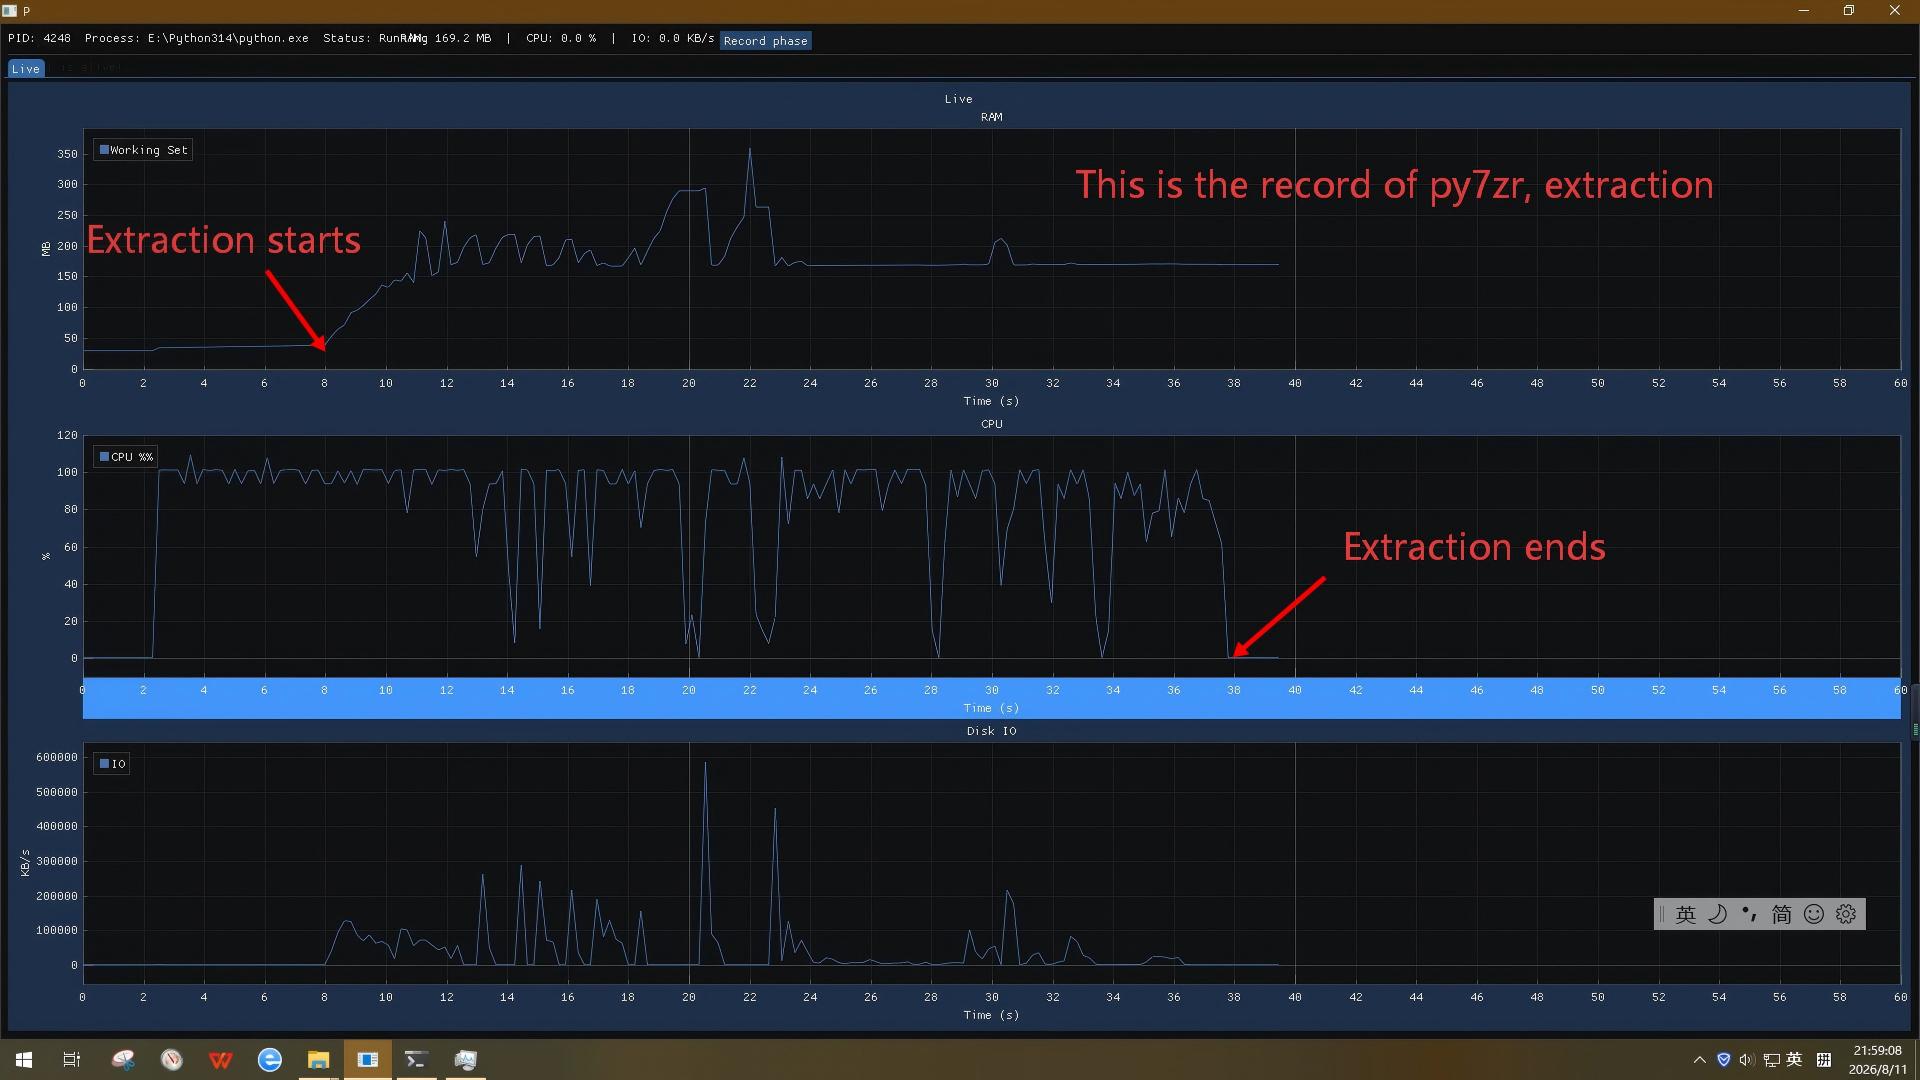 P
PID: 4248 Process: E:\Python314\python.exe Status: Running 169.2 MB | CPU: 0.0 % | IO: 0.0 KB/s Record phase
Live
Live
RAM
Working Set
This is the record of py7zr, extraction
Extraction starts
MB
350
300
250
200
150
100
50
0
0 2 4 6 8 10 12 14 16 18 20 22 24 26 28 30 32 34 36 38 40 42 44 46 48 50 52 54 56 58 60
Time (s)
CPU
CPU %%
Extraction ends
%
120
100
80
60
40
20
0
0 2 4 6 8 10 12 14 16 18 20 22 24 26 28 30 32 34 36 38 40 42 44 46 48 50 52 54 56 58 60
Time (s)
Disk IO
IO
KB/s
600000
500000
400000
300000
200000
100000
0
英 简
0 2 4 6 8 10 12 14 16 18 20 22 24 26 28 30 32 34 36 38 40 42 44 46 48 50 52 54 56 58 60
Time (s)
英 拼
21:59:08
2026/8/11